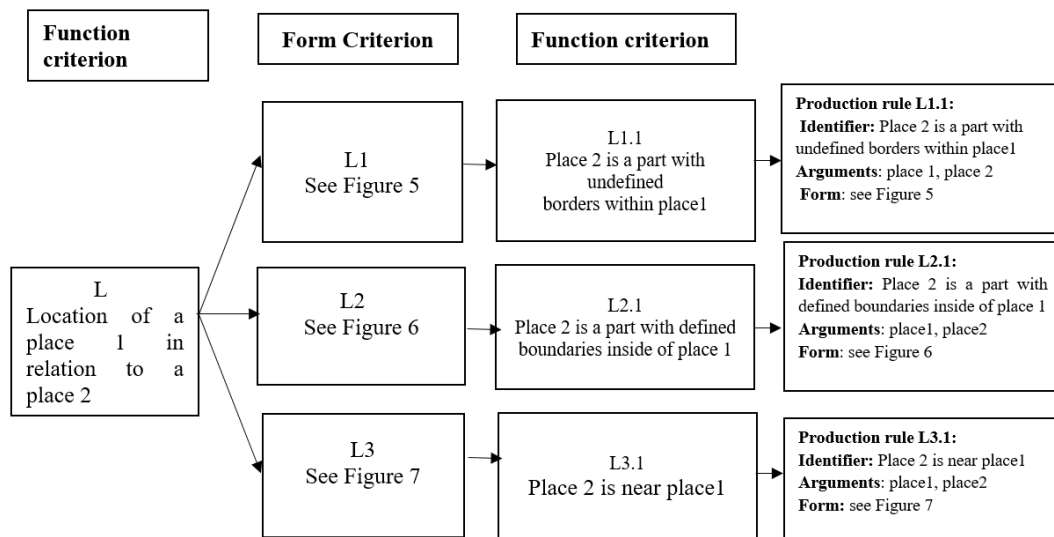 Function
criterion
Form Criterion
Function criterion
L
Location of a
place 1 in
relation to a
place 2
L1
See Figure 5
L1.1
Place 2 is a part with
undefined
borders within place1
Production rule L1.1:
Identifier: Place 2 is a part with
undefined borders within place1
Arguments: place 1, place 2
Form: see Figure 5
L2
See Figure 6
L2.1
Place 2 is a part with defined
boundaries inside of place 1
Production rule L2.1:
Identifier: Place 2 is a part with
defined boundaries inside of place 1
Arguments: place1, place2
Form: see Figure 6
L3
See Figure 7
L3.1
Place 2 is near place1
Production rule L3.1:
Identifier: Place 2 is near place1
Arguments: place1, place2
Form: see Figure 7